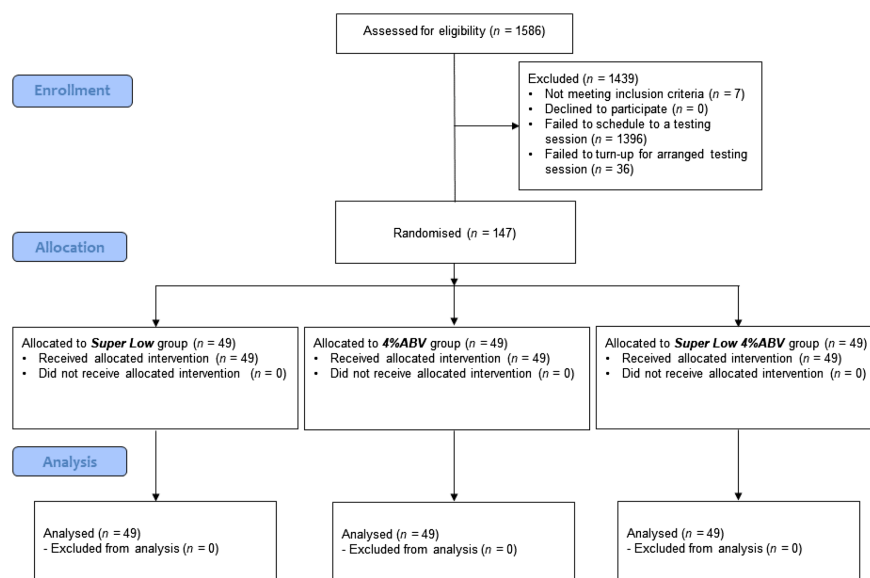 Assessed for eligibility (n = 1586)
Enrollment
Excluded (n = 1439)
• Not meeting inclusion criteria (n = 7)
• Declined to participate (n = 0)
• Failed to schedule to a testing
session (n = 1396)
• Failed to turn-up for arranged testing
session (n = 36)
Randomised (n = 147)
Allocation
Allocated to Super Low group (n = 49)
• Received allocated intervention (n = 49)
• Did not receive allocated intervention (n = 0)
Allocated to 4%ABV group (n = 49)
• Received allocated intervention (n = 49)
• Did not receive allocated intervention (n = 0)
Allocated to Super Low 4%ABV group (n = 49)
• Received allocated intervention (n = 49)
• Did not receive allocated intervention (n = 0)
Analysis
Analysed (n = 49)
- Excluded from analysis (n = 0)
Analysed (n = 49)
- Excluded from analysis (n = 0)
Analysed (n = 49)
- Excluded from analysis (n = 0)